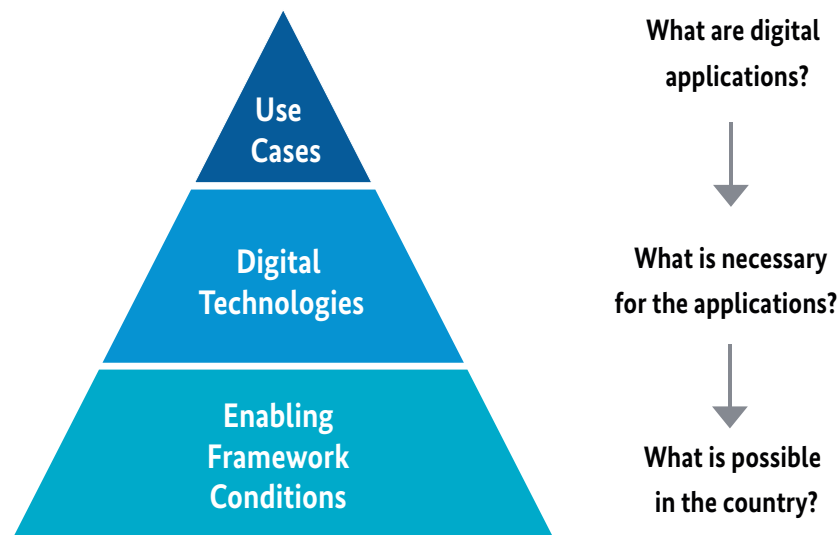 Use
Cases
Digital
Technologies
Enabling
Framework
Conditions
What are digital
applications?
What is necessary
for the applications?
What is possible
in the country?